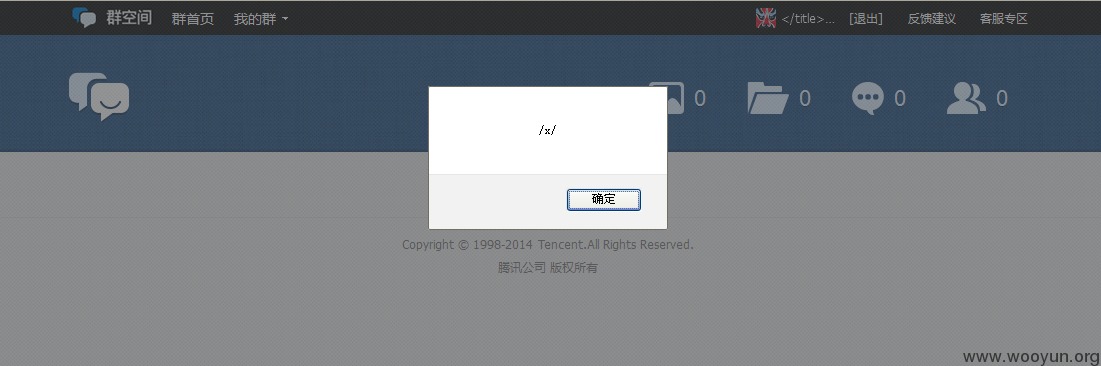 群空间 群首页 我的群 </title>... [退出] 反馈建议 客服专区
0 0 0 0
/x/
确定
Copyright © 1998-2014 Tencent.All Rights Reserved.
腾讯公司 版权所有
www.wooyun.org